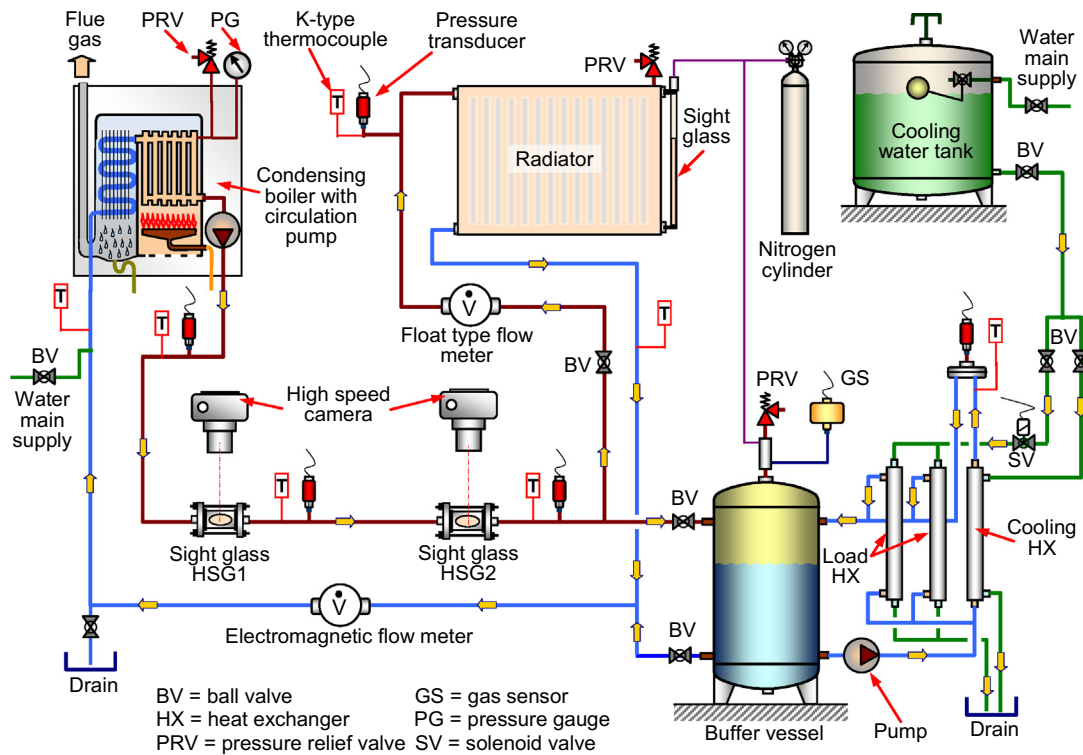 Flue
gas
PRV
PG
K-type
thermocouple
Pressure
transducer
T
PRV
Radiator
Sight
glass
Nitrogen
cylinder
Cooling
water tank
Water
main
supply
BV
Condensing
boiler with
circulation
pump
T
T
BV
Water
main
supply
V̇
Float type flow
meter
BV
T
High speed
camera
T
T
Sight glass
HSG1
Sight glass
HSG2
PRV
GS
T
BV
SV
BV
Load
HX
Cooling
HX
V̇
Electromagnetic flow meter
BV
Drain
Buffer vessel
Pump
Drain
BV = ball valve
HX = heat exchanger
PRV = pressure relief valve
GS = gas sensor
PG = pressure gauge
SV = solenoid valve